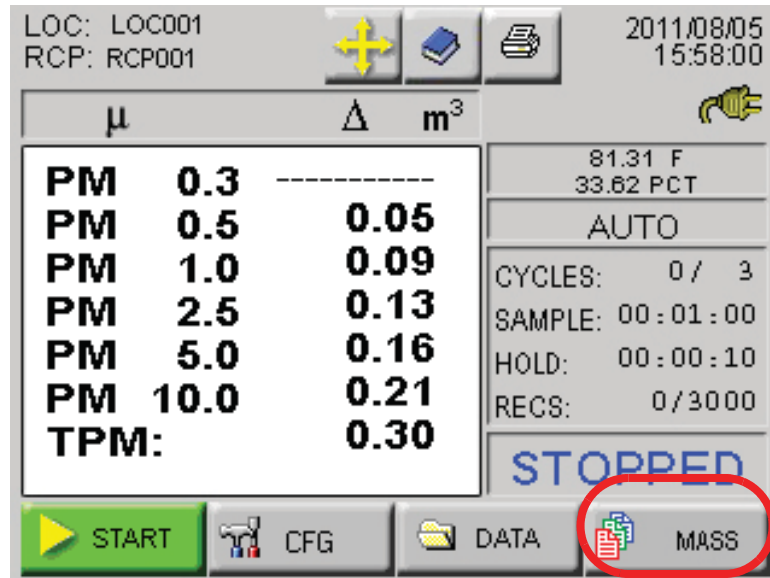 LOC: LOC001
RCP: RCP001
2011/08/05
15:58:00
μ Δ m³
PM 0.3 -----------
PM 0.5 0.05
PM 1.0 0.09
PM 2.5 0.13
PM 5.0 0.16
PM 10.0 0.21
TPM: 0.30
81.31 F
33.62 PCT
AUTO
CYCLES: 0/ 3
SAMPLE: 00:01:00
HOLD: 00:00:10
RECS: 0/3000
STOPPED
START
CFG
DATA
MASS